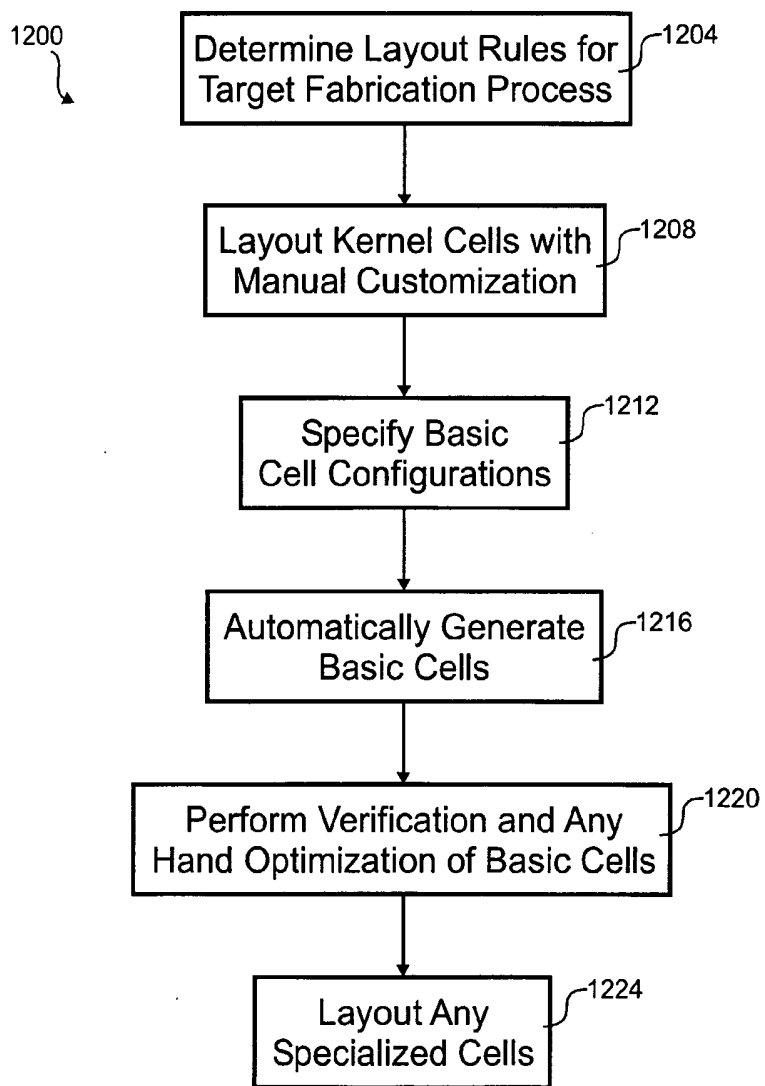 1200
Determine Layout Rules for
Target Fabrication Process
1204
Layout Kernel Cells with
Manual Customization
1208
Specify Basic
Cell Configurations
1212
Automatically Generate
Basic Cells
1216
Perform Verification and Any
Hand Optimization of Basic Cells
1220
Layout Any
Specialized Cells
1224